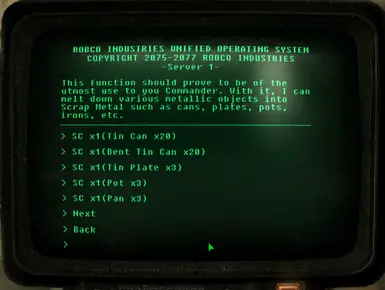 ROBCO INDUSTRIES UNIFIED OPERATING SYSTEM
COPYRIGHT 2075-2077 ROBCO INDUSTRIES
-Server 1-
This function should prove to be of the
utmost use to you Commander. With it, I can
melt down various metallic objects into
Scrap Metal such as cans, plates, pots,
irons, etc.
> SC x1(Tin Can x20)
> SC x1(Bent Tin Can x20)
> SC x1(Tin Plate x3)
> SC x1(Pot x3)
> SC x1(Pan x3)
> Next
> Back
>